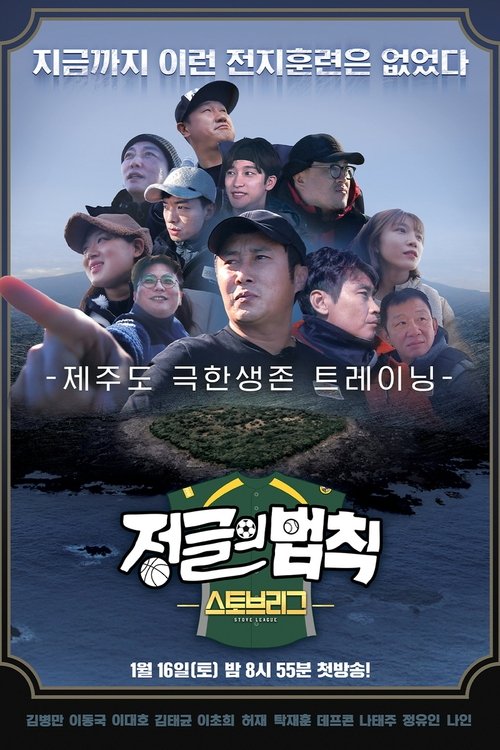 지금까지 이런 전지훈련은 없었다
-제주도 극한생존 트레이닝-
정글의 법칙
스토브리그
STOVE LEAGUE
1월 16일(토) 밤 8시 55분 첫방송!
김병만 이동국 이대호 김태균 이초희 허재 탁재훈 데프콘 나태주 정유인 나인